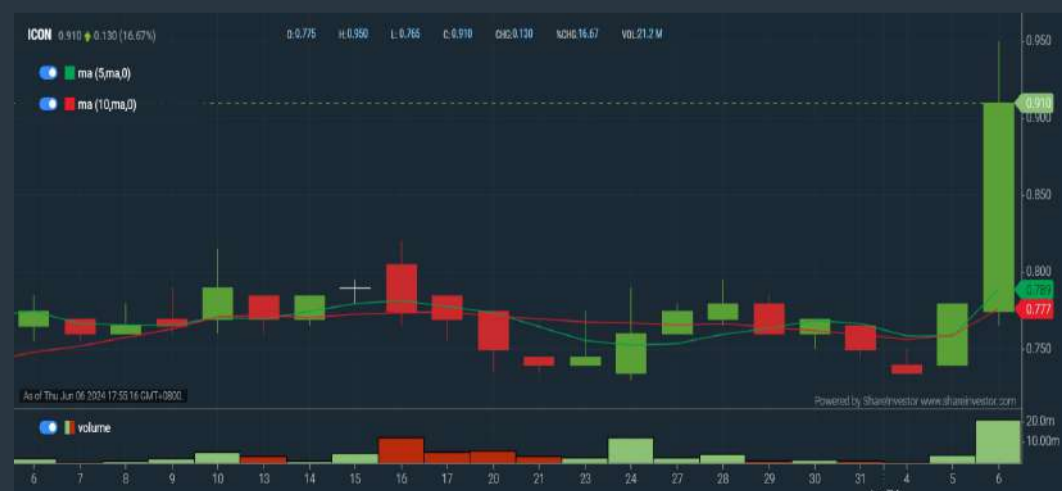 ICON 0.910 0.130 (16.67%) O:0.775 H:0.950 L:0.765 C:0.910 CHG:0.130 %CHG:16.67 VOL:21.2 M
ma (5,ma,0)
ma (10,ma,0)
0.950
0.910
0.900
0.850
0.800
0.789
0.777
0.750
As of Thu Jun 06 2024 17:55:16 GMT+0800.
Powered by ShareInvestor www.shareinvestor.com
volume
20.0m
10.00m
6 7 8 9 10 13 14 15 16 17 20 21 23 24 27 28 29 30 31 4 5 6